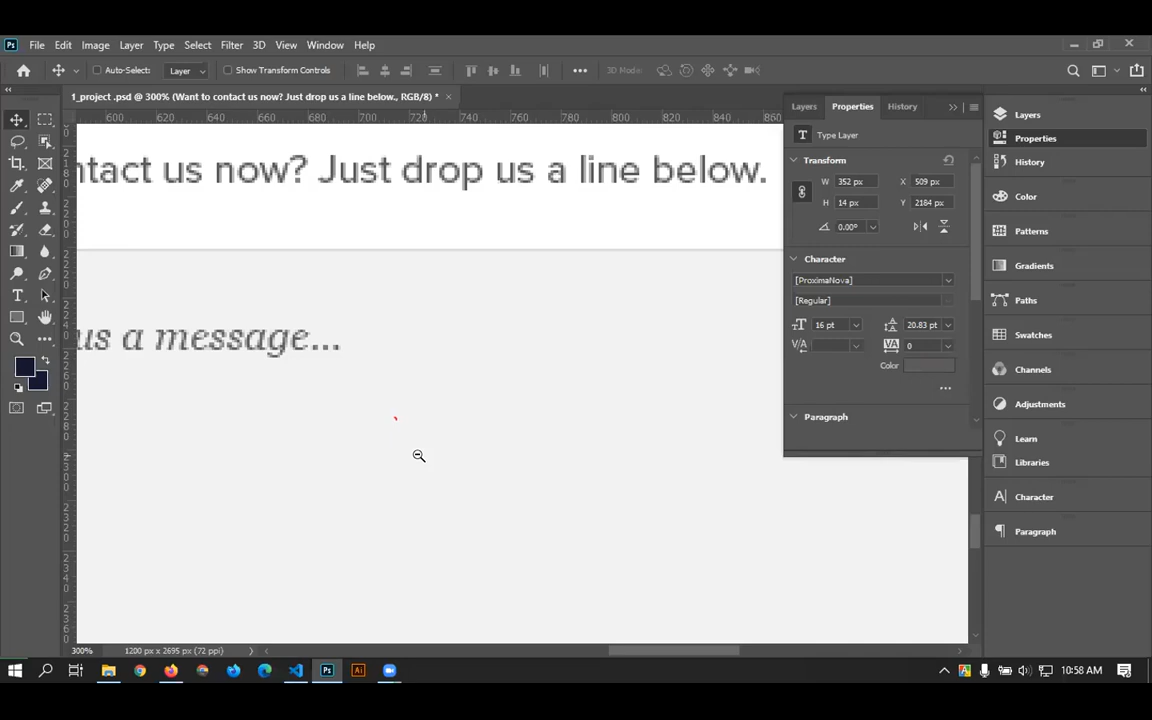 Ps File Edit Image Layer Type Select Filter 3D View Window Help
Auto-Select: Layer Show Transform Controls 3D Mode:
1_project .psd @ 300% (Want to contact us now? Just drop us a line below., RGB/8) * ×
600 620 640 660 680 700 720 740 760 780 800 820 840 860
ntact us now? Just drop us a line below.
us a message...
Layers Properties History
Type Layer
Transform
W 352 px X 509 px
H 14 px Y 2184 px
0.00°
Character
[ProximaNova]
[Regular]
16 pt 20.83 pt
V/A VA 0
Color
Paragraph
Layers
Properties
History
Color
Patterns
Gradients
Paths
Swatches
Channels
Adjustments
Learn
Libraries
Character
Paragraph
300% 1200 px x 2695 px (72 ppi)
Ps Ai 10:58 AM